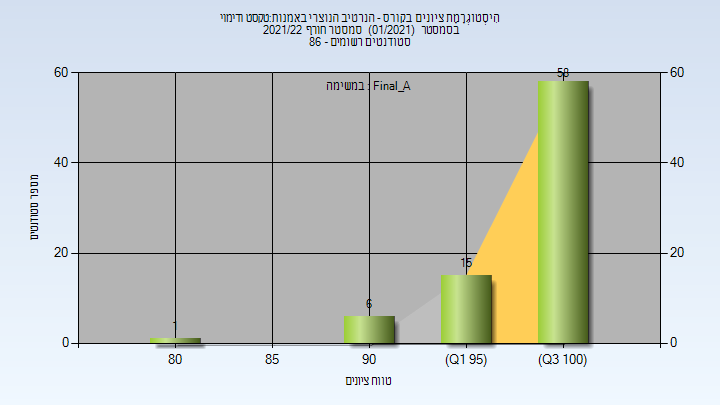 היסטוגרמת ציונים בקורס - הנרטיב הנוצרי באמנות:טקסט ודימוי
בסמסטר (01/2021) סמסטר חורף 2021/22
סטודנטים רשומים - 86
במשימה : Final_A
60
40
20
0
60
40
20
0
מספר סטודנטים
1
6
15
58
80
85
90
(Q1 95)
(Q3 100)
טווח ציונים